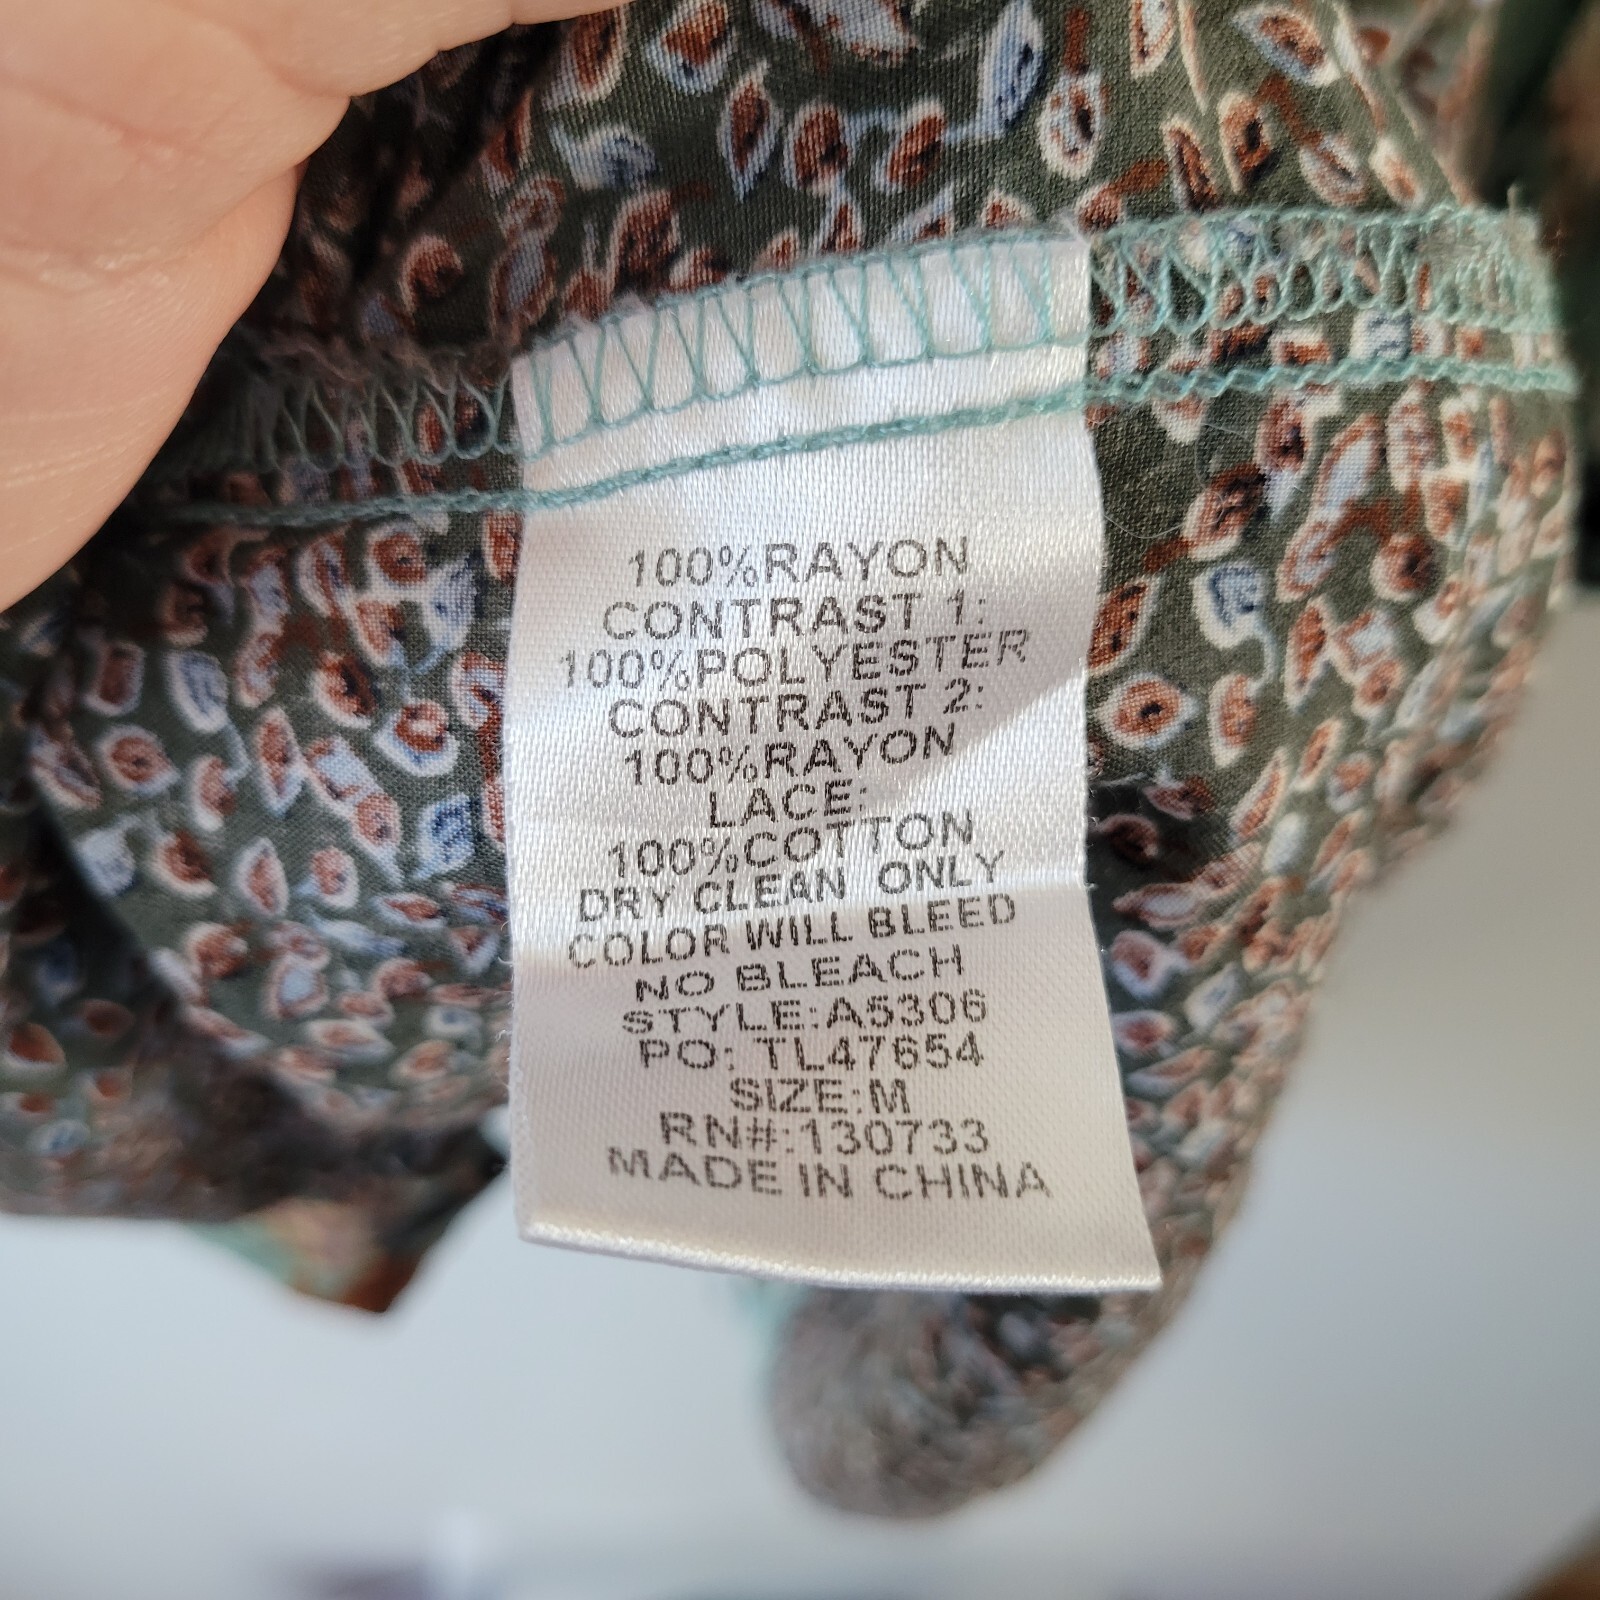 100%RAYON
CONTRAST 1:
100%POLYESTER
CONTRAST 2:
100%RAYON
LACE:
100%COTTON
DRY CLEAN ONLY
COLOR WILL BLEED
NO BLEACH
STYLE:A5306
PO: TL47654
SIZE:M
RN#:130733
MADE IN CHINA